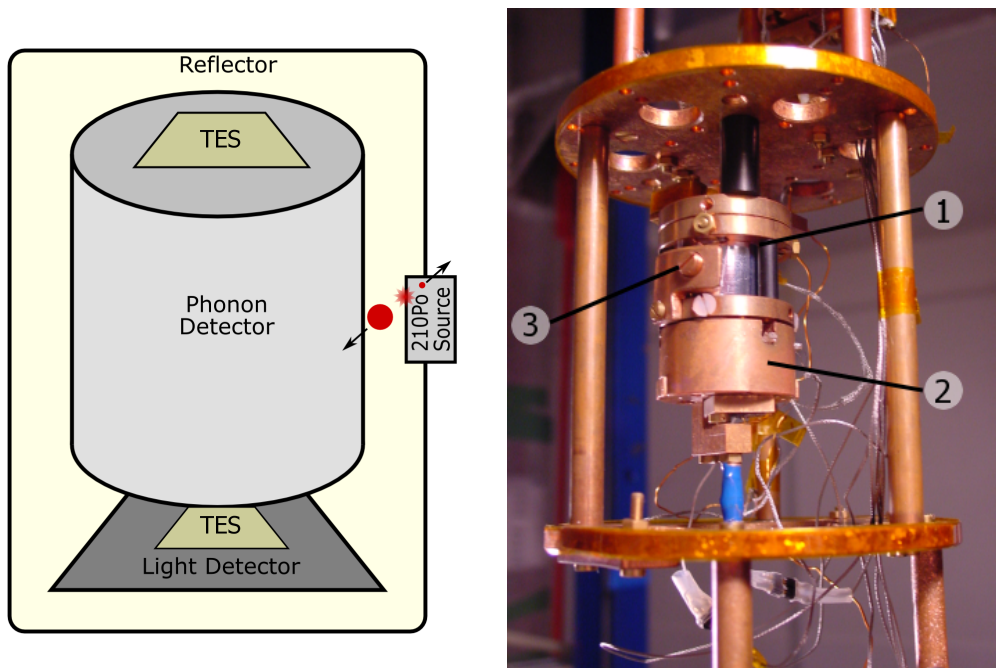 Reflector
TES
Phonon
Detector
210Po
Source
TES
Light Detector
1
3
2